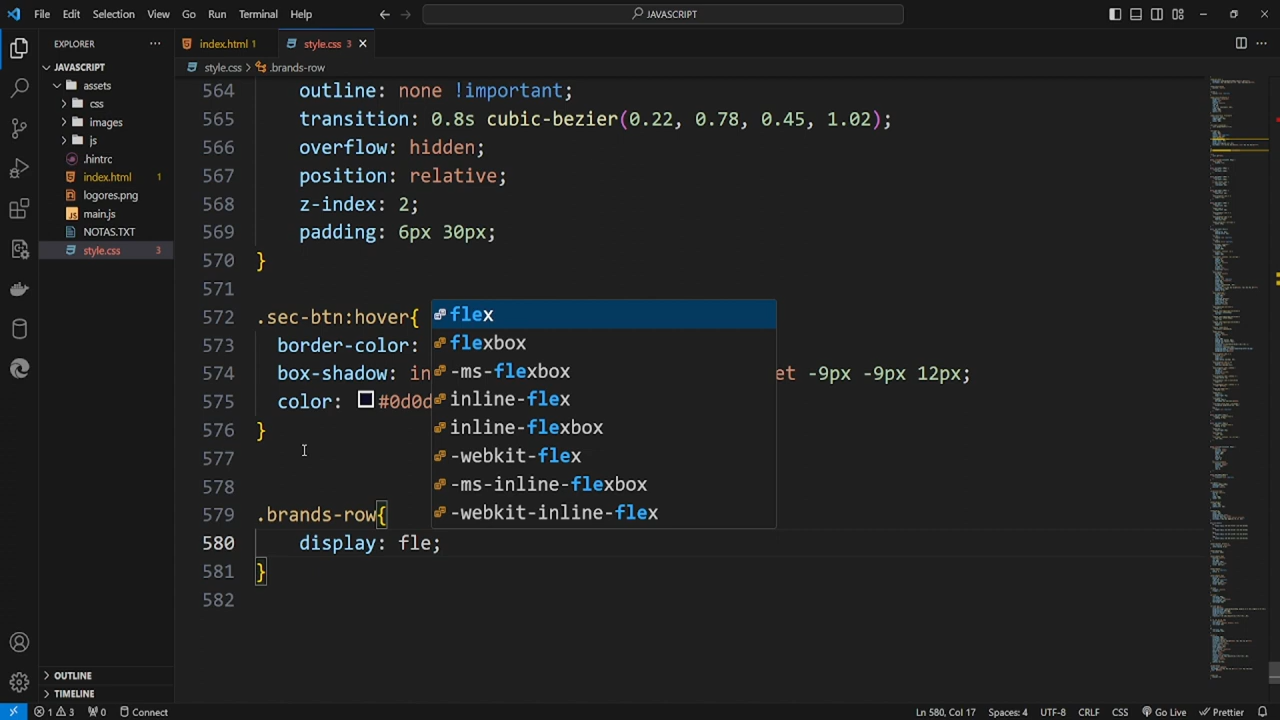 File Edit Selection View Go Run Terminal Help
JAVASCRIPT
EXPLORER
index.html 1
style.css 3
JAVASCRIPT
style.css > .brands-row
assets
css
images
js
.hintrc
index.html 1
logores.png
main.js
NOTAS.TXT
style.css 3
564 outline: none !important;
565 transition: 0.8s cubic-bezier(0.22, 0.78, 0.45, 1.02);
566 overflow: hidden;
567 position: relative;
568 z-index: 2;
569 padding: 6px 30px;
570 }
571
572 .sec-btn:hover{
573 border-color:
574 box-shadow: in et -9px -9px 12px;
575 color: #0d0d
576 }
577
578
579 .brands-row{
580 display: fle;
581 }
582
flex
flexbox
-ms-flexbox
inline-flex
inline-flexbox
-webkit-flex
-ms-inline-flexbox
-webkit-inline-flex
OUTLINE
TIMELINE
1 3 0 Connect
Ln 580, Col 17 Spaces: 4 UTF-8 CRLF CSS Go Live Prettier